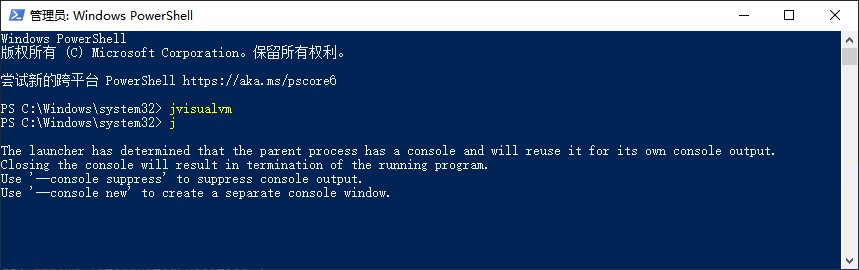 管理员: Windows PowerShell
Windows PowerShell
版权所有 (C) Microsoft Corporation。保留所有权利。
尝试新的跨平台 PowerShell https://aka.ms/pscore6
PS C:\Windows\system32> jvisualvm
PS C:\Windows\system32> j
The launcher has determined that the parent process has a console and will reuse it for its own console output.
Closing the console will result in termination of the running program.
Use '--console suppress' to suppress console output.
Use '--console new' to create a separate console window.